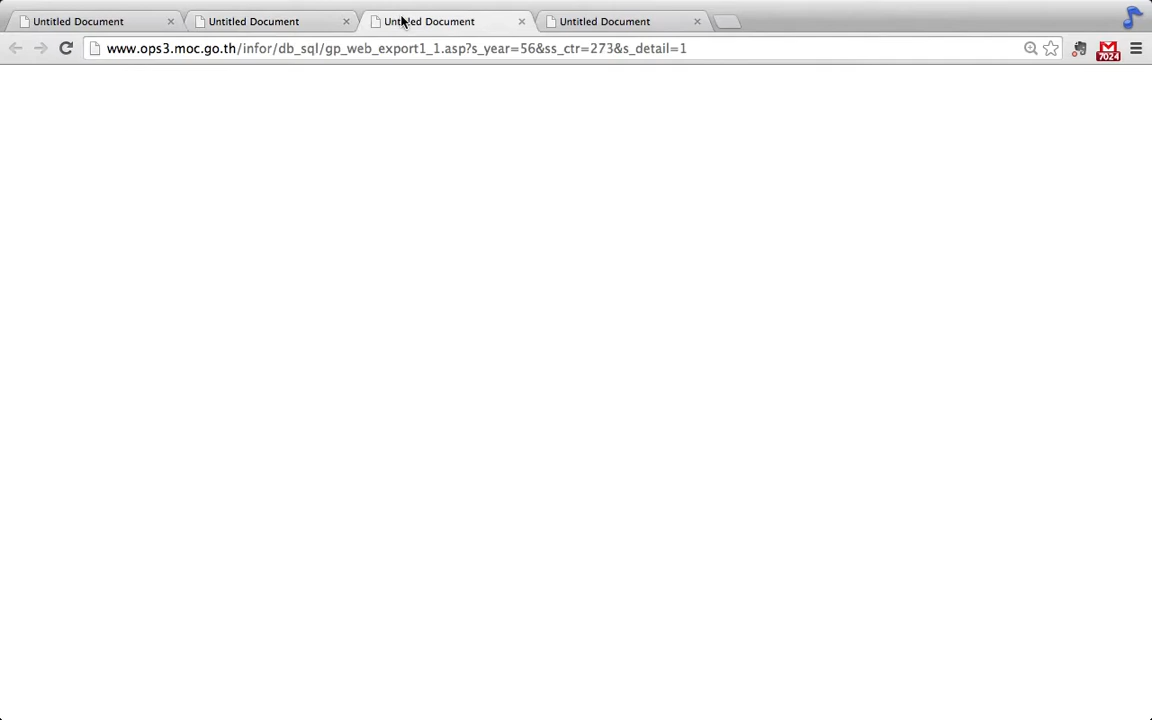 Untitled Document
Untitled Document
Untitled Document
Untitled Document
www.ops3.moc.go.th/infor/db_sql/gp_web_export1_1.asp?s_year=56&ss_ctr=273&s_detail=1
7024